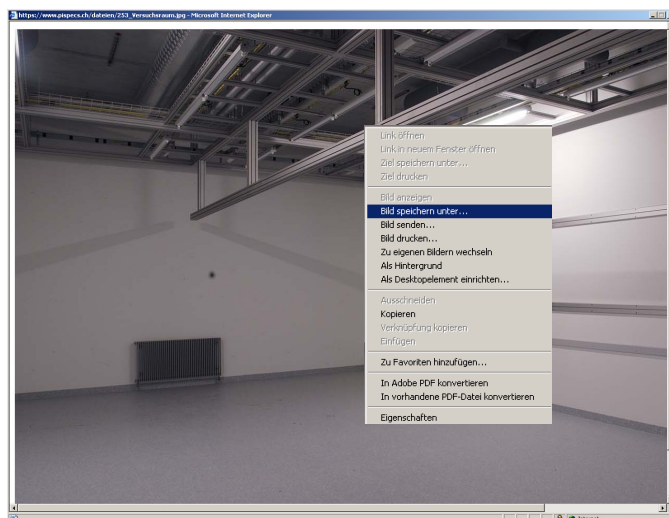 https://www.pispecs.ch/dateien/253_Versuchsraum.jpg - Microsoft Internet Explorer
Link öffnen
Link in neuem Fenster öffnen
Ziel speichern unter...
Ziel drucken
Bild anzeigen
Bild speichern unter...
Bild senden...
Bild drucken...
Zu eigenen Bildern wechseln
Als Hintergrund
Als Desktopelement einrichten...
Ausschneiden
Kopieren
Verknüpfung kopieren
Einfügen
Zu Favoriten hinzufügen...
In Adobe PDF konvertieren
In vorhandene PDF-Datei konvertieren
Eigenschaften